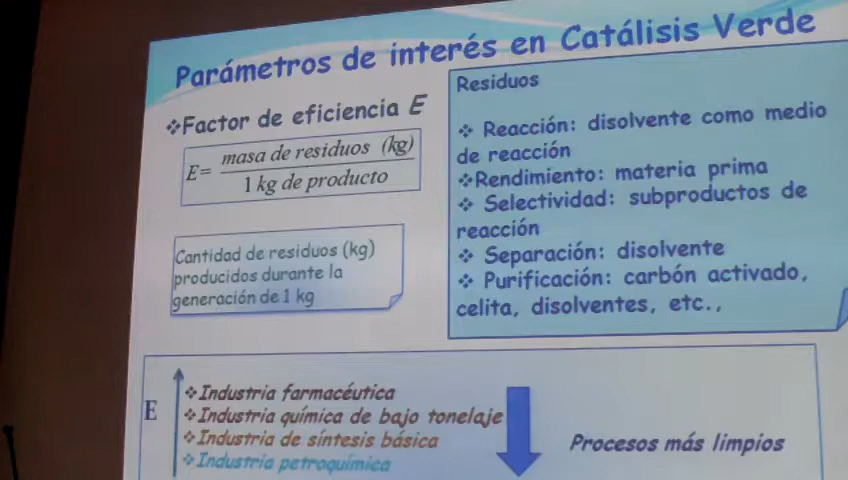 Parámetros de interés en Catálisis Verde
❖Factor de eficiencia E
E= masa de residuos (kg)
1 kg de producto
Cantidad de residuos (kg)
producidos durante la
generación de 1 kg
Residuos
❖ Reacción: disolvente como medio
de reacción
❖Rendimiento: materia prima
❖ Selectividad: subproductos de
reacción
❖ Separación: disolvente
❖ Purificación: carbón activado,
celita, disolventes, etc.,
E
❖Industria farmacéutica
❖Industria química de bajo tonelaje
❖Industria de síntesis básica
❖Industria petroquímica
Procesos más limpios